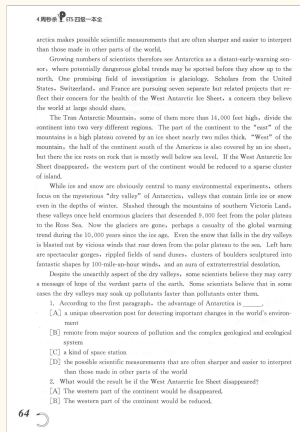 4周秒杀 CET-4 四级一本全
arctica makes possible scientific measurements that are often sharper and easier to interpret
than those made in other parts of the world.
Growing numbers of scientists therefore see Antarctica as a distant-early-warning sen-
sor, where potentially dangerous global trends may be spotted before they show up to the
north. One promising field of investigation is glaciology. Scholars from the United
States, Switzerland, and France are pursuing seven separate but related projects that re-
flect their concern for the health of the West Antarctic Ice Sheet, a concern they believe
the world at large should share.
The Tran Antarctic Mountain, some of them more than 14,000 feet high, divide the
continent into two very different regions. The part of the continent to the "east" of the
mountains is a high plateau covered by an ice sheet nearly two miles thick. "West" of the
mountain, the half of the continent south of the Americas is also covered by an ice sheet,
but there the ice rests on rock that is mostly well below sea level. If the West Antarctic Ice
Sheet disappeared, the western part of the continent would be reduced to a sparse cluster
of island.
While ice and snow are obviously central to many environmental experiments, others
focus on the mysterious "dry valley" of Antarctica, valleys that contain little ice or snow
even in the depths of winter. Slashed through the mountains of southern Victoria Land,
these valleys once held enormous glaciers that descended 9,000 feet from the polar plateau
to the Ross Sea. Now the glaciers are gone, perhaps a casualty of the global warming
trend during the 10,000 years since the ice age. Even the snow that falls in the dry valleys
is blasted out by vicious winds that roar down from the polar plateau to the sea. Left bare
are spectacular gorges, rippled fields of sand dunes, clusters of boulders sculptured into
fantastic shapes by 100-mile-an-hour winds, and an aura of extraterrestrial desolation.
Despite the unearthly aspect of the dry valleys, some scientists believe they may carry
a message of hope of the verdant parts of the earth. Some scientists believe that in some
cases the dry valleys may soak up pollutants faster than pollutants enter them.
1. According to the first paragraph, the advantage of Antarctica is ______.
[A] a unique observation post for detecting important changes in the world's environ-
ment
[B] remote from major sources of pollution and the complex geological and ecological
system
[C] a kind of space station
[D] the possible scientific measurements that are often sharper and easier to interpret
than those made in other parts of the world
2. What would the result be if the West Antarctic Ice Sheet disappeared?
[A] The western part of the continent would be disappeared.
[B] The western part of the continent would be reduced.
64